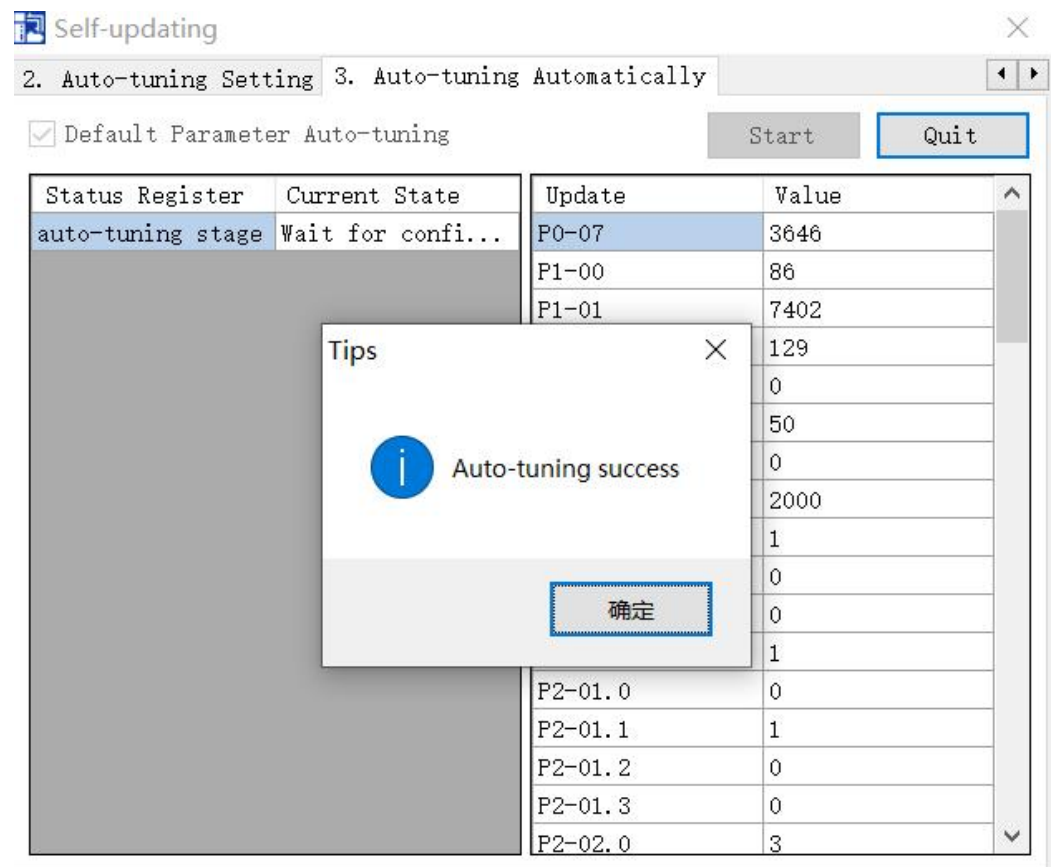 Self-updating
2. Auto-tuning Setting 3. Auto-tuning Automatically
Default Parameter Auto-tuning Start Quit
Status Register Current State Update Value
auto-tuning stage Wait for confi... P0-07 3646
P1-00 86
P1-01 7402
Tips 129
0
50
Auto-tuning success 0
2000
1
0
确定 0
1
P2-01.0 0
P2-01.1 1
P2-01.2 0
P2-01.3 0
P2-02.0 3